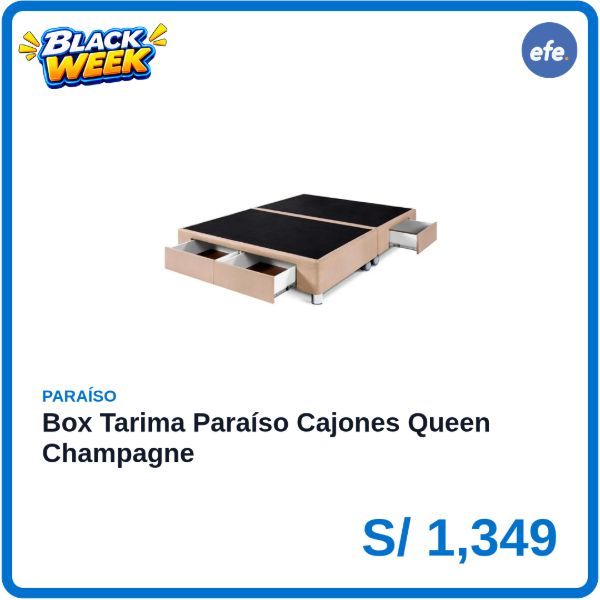 BLACK
WEEK
efe.
PARAÍSO
Box Tarima Paraíso Cajones Queen
Champagne
S/ 1,349